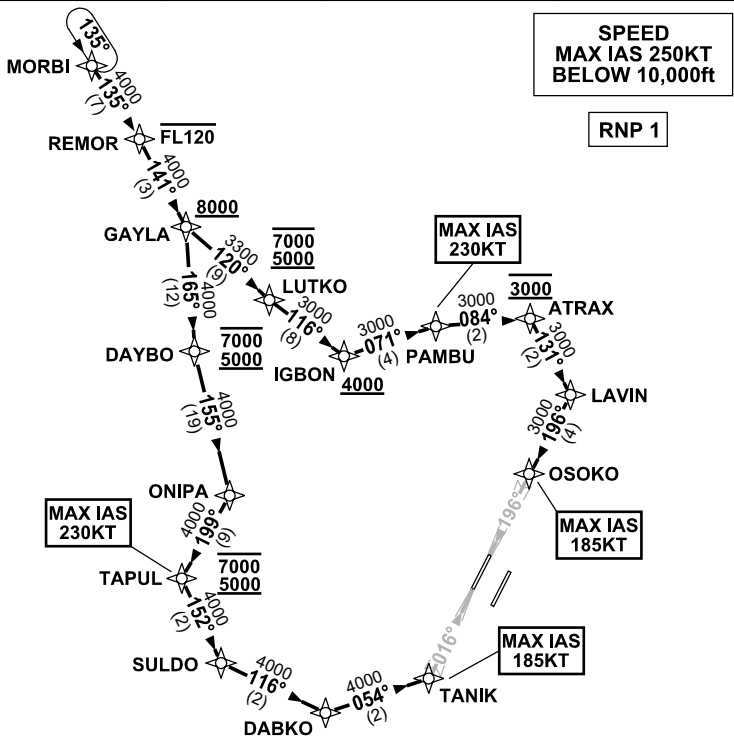 SPEED
MAX IAS 250KT
BELOW 10,000ft
RNP 1
135°
MORBI
4000
135°
(7)
REMOR
FL120
4000
141°
(3)
GAYLA
8000
3300
120°
(9)
7000
5000
LUTKO
3000
116°
(8)
IGBON
4000
3000
071°
(4)
MAX IAS
230KT
PAMBU
3000
084°
(2)
3000
ATRAX
3000
131°
(2)
LAVIN
3000
196°
(4)
OSOKO
MAX IAS
185KT
196°
4000
165°
(12)
DAYBO
7000
5000
4000
155°
(19)
ONIPA
4000
199°
(6)
MAX IAS
230KT
TAPUL
7000
5000
4000
152°
(2)
SULDO
4000
116°
(2)
DABKO
4000
054°
(2)
TANIK
MAX IAS
185KT
016°